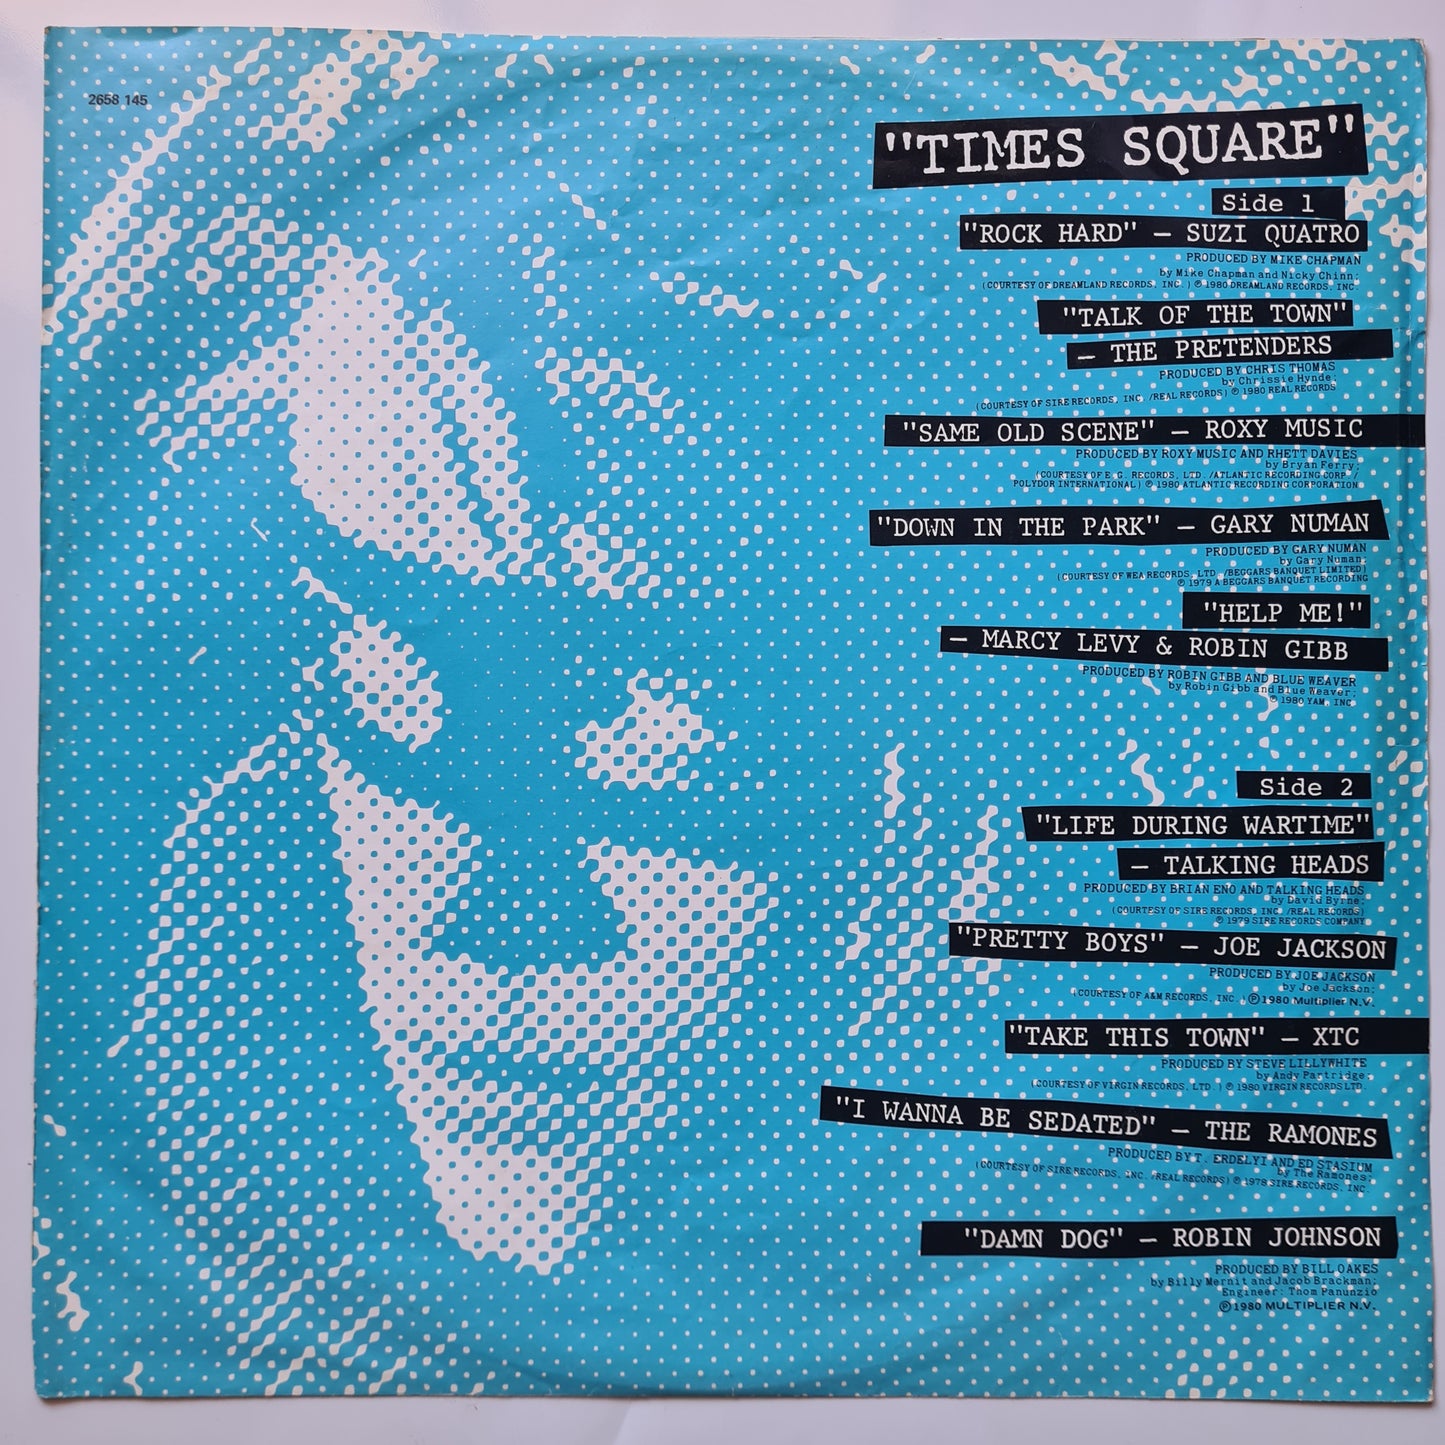 2658 145
"TIMES SQUARE"
Side 1
"ROCK HARD" — SUZI QUATRO
PRODUCED BY MIKE CHAPMAN
by Mike Chapman and Nicky Chinn;
(COURTESY OF DREAMLAND RECORDS, INC.) ℗ 1980 DREAMLAND RECORDS, INC.
"TALK OF THE TOWN"
— THE PRETENDERS
PRODUCED BY CHRIS THOMAS
by Chrissie Hynde;
(COURTESY OF SIRE RECORDS, INC. /REAL RECORDS) ℗ 1980 REAL RECORDS
"SAME OLD SCENE" — ROXY MUSIC
PRODUCED BY ROXY MUSIC AND RHETT DAVIES
by Bryan Ferry;
(COURTESY OF E.G. RECORDS, LTD. /ATLANTIC RECORDING CORP. /
POLYDOR INTERNATIONAL) ℗ 1980 ATLANTIC RECORDING CORPORATION
"DOWN IN THE PARK" — GARY NUMAN
PRODUCED BY GARY NUMAN
by Gary Numan;
(COURTESY OF WEA RECORDS, LTD. /BEGGARS BANQUET LIMITED)
℗ 1979 A BEGGARS BANQUET RECORDING
"HELP ME!"
— MARCY LEVY & ROBIN GIBB
PRODUCED BY ROBIN GIBB AND BLUE WEAVER
by Robin Gibb and Blue Weaver;
℗ 1980 YAM, INC.
Side 2
"LIFE DURING WARTIME"
— TALKING HEADS
PRODUCED BY BRIAN ENO AND TALKING HEADS
by David Byrne;
(COURTESY OF SIRE RECORDS, INC. /REAL RECORDS)
℗ 1979 SIRE RECORDS COMPANY
"PRETTY BOYS" — JOE JACKSON
PRODUCED BY JOE JACKSON
by Joe Jackson;
(COURTESY OF A&M RECORDS, INC.) ℗ 1980 Multiplier N.V.
"TAKE THIS TOWN" — XTC
PRODUCED BY STEVE LILLYWHITE
by Andy Partridge;
(COURTESY OF VIRGIN RECORDS, LTD.) ℗ 1980 VIRGIN RECORDS LTD.
"I WANNA BE SEDATED" — THE RAMONES
PRODUCED BY T. ERDELYI AND ED STASIUM
by The Ramones;
(COURTESY OF SIRE RECORDS, INC. /REAL RECORDS) ℗ 1978 SIRE RECORDS, INC.
"DAMN DOG" — ROBIN JOHNSON
PRODUCED BY BILL OAKES
by Billy Mernit and Jacob Brackman;
Engineer: Thom Panunzio
℗ 1980 MULTIPLIER N.V.